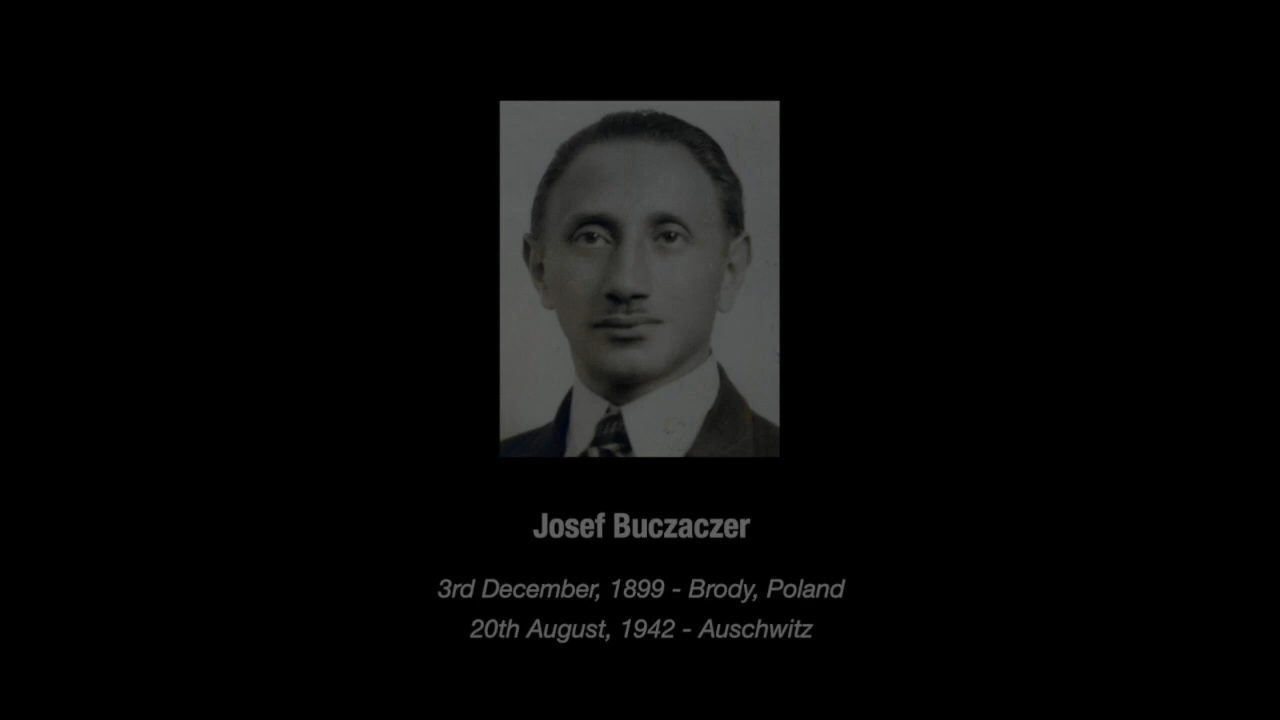 Josef Buczaczer
3rd December, 1899 - Brody, Poland
20th August, 1942 - Auschwitz